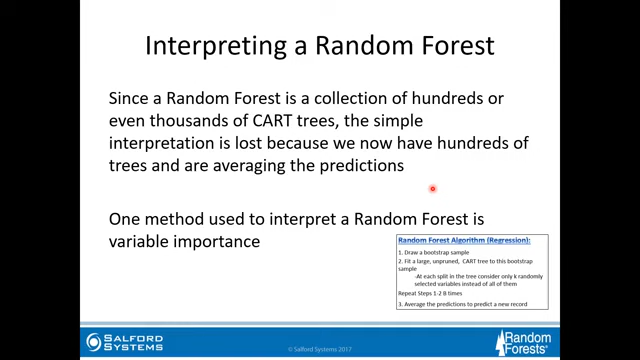 Interpreting a Random Forest
Since a Random Forest is a collection of hundreds or
even thousands of CART trees, the simple
interpretation is lost because we now have hundreds of
trees and are averaging the predictions
One method used to interpret a Random Forest is
variable importance
Random Forest Algorithm (Regression):
1. Draw a bootstrap sample
2. Fit a large, unpruned, CART tree to this bootstrap
sample
-At each split in the tree consider only k randomly
selected variables instead of all of them
Repeat Steps 1-2 B times
3. Average the predictions to predict a new record
SALFORD
SYSTEMS
© Salford Systems 2017
Random
Forests